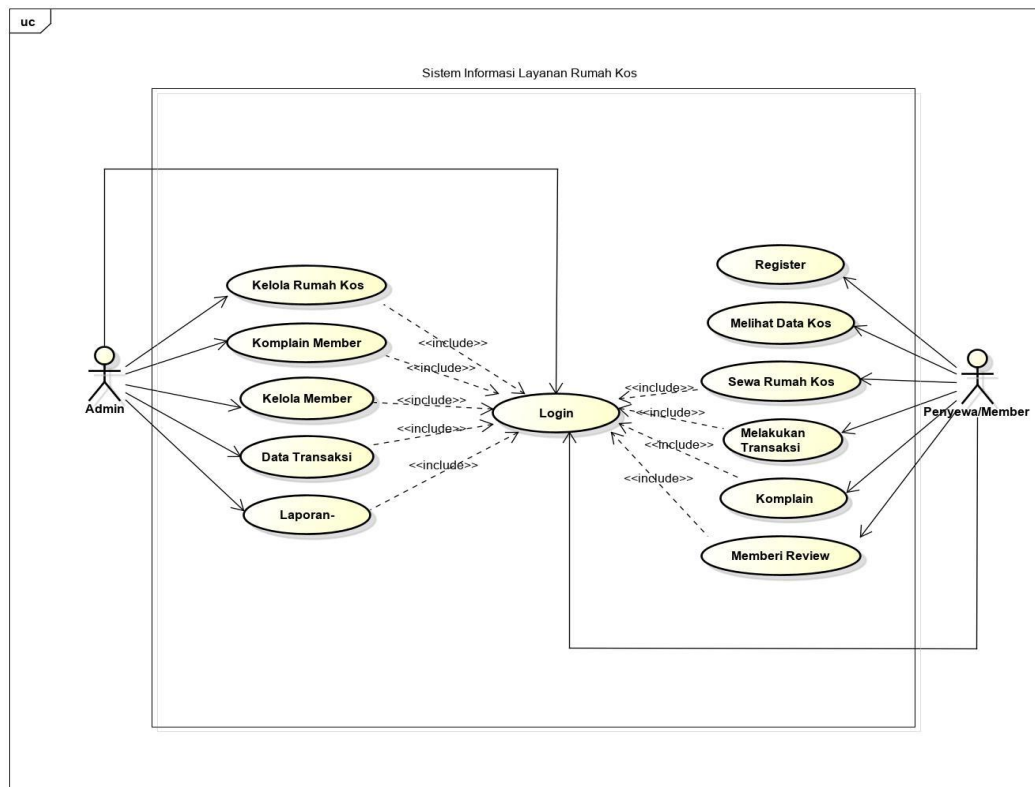 uc
Sistem Informasi Layanan Rumah Kos
Kelola Rumah Kos
Komplain Member
Kelola Member
Data Transaksi
Laporan-
Admin
<<include>>
<<include>>
<<include>>
<<include>>
<<include>>
Login
<<include>>
<<include>>
<<include>>
<<include>>
Register
Melihat Data Kos
Sewa Rumah Kos
Melakukan
Transaksi
Komplain
Memberi Review
Penyewa/Member